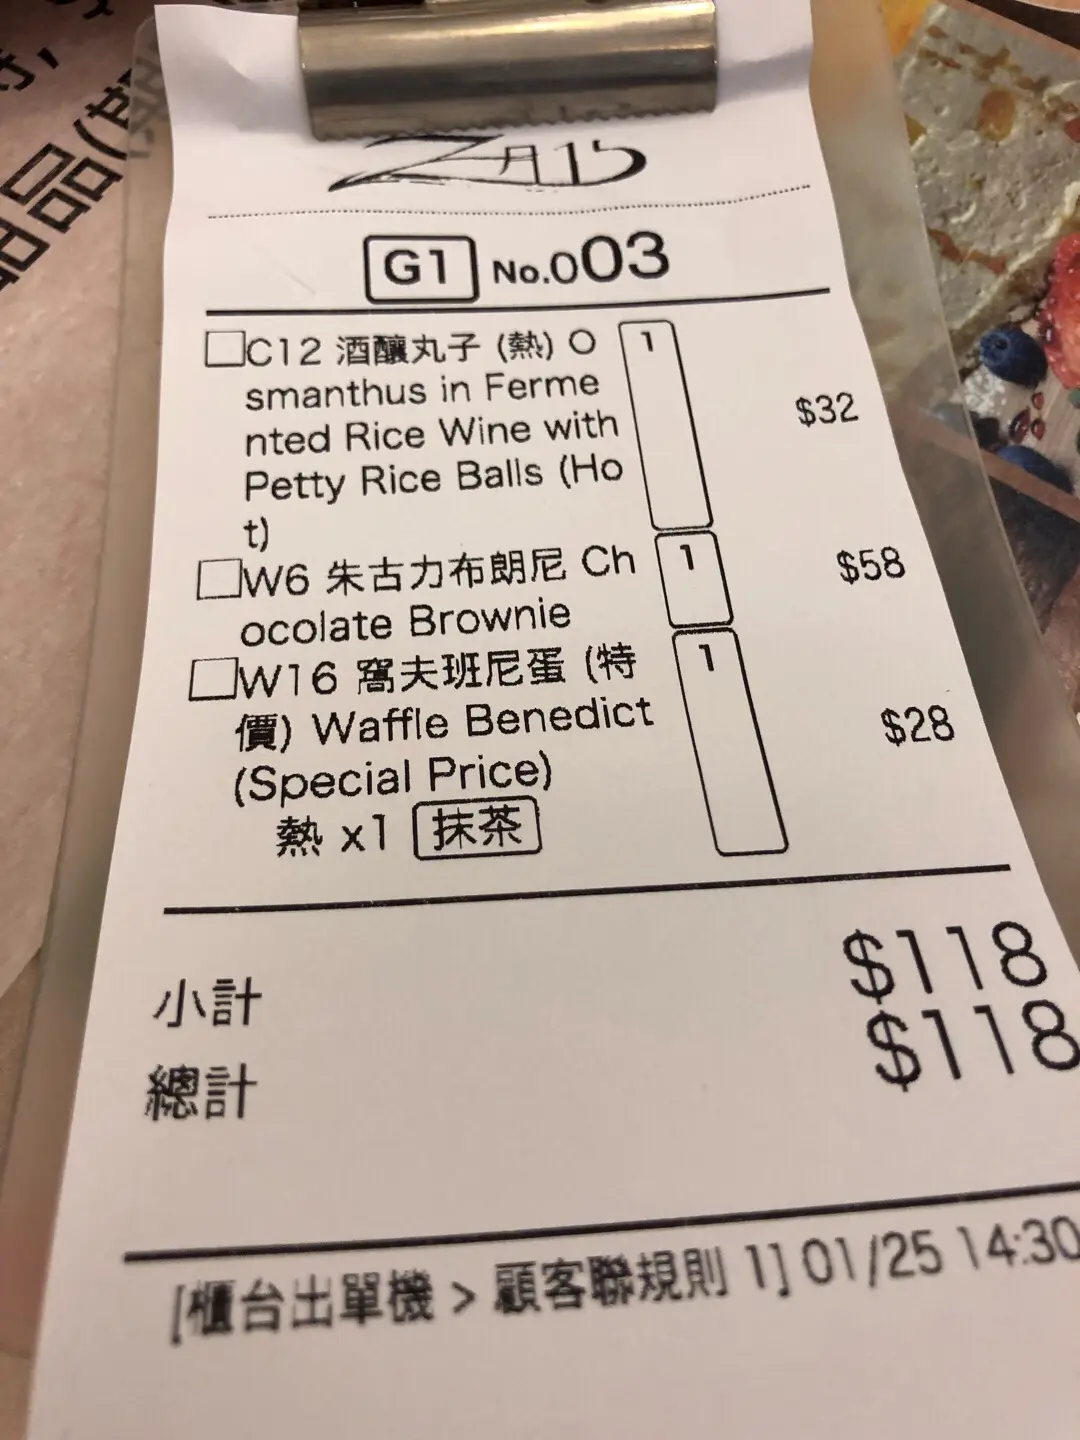 G1 No.003
C12 酒釀丸子 (熱) O 1
smanthus in Ferme
nted Rice Wine with $32
Petty Rice Balls (Ho
t)
W6 朱古力布朗尼 Ch 1 $58
ocolate Brownie
W16 窩夫班尼蛋 (特 1
價) Waffle Benedict $28
(Special Price)
熱 x1 抹茶
小計 $118
總計 $118
[櫃台出單機 > 顧客聯規則 1] 01/25 14:30